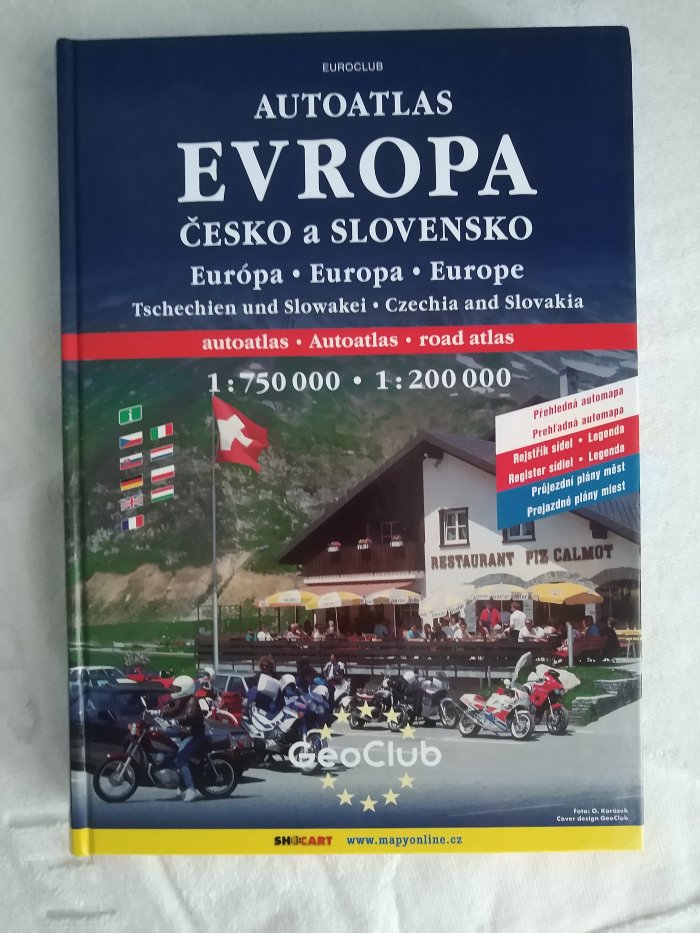 EUROCLUB
AUTOATLAS
EVROPA
ČESKO a SLOVENSKO
Európa • Europa • Europe
Tschechien und Slowakei • Czechia and Slovakia
autoatlas • Autoatlas • road atlas
1 : 750 000 • 1 : 200 000
i
Přehledná automapa
Prehľadná automapa
Rejstřík sídel • Legenda
Register sídiel • Legenda
Průjezdní plány měst
Prejazdné plány miest
RESTAURANT PIZ CALMOT
GeoClub
Foto: O. Karásek
Cover design GeoClub
SHOCART www.mapyonline.cz